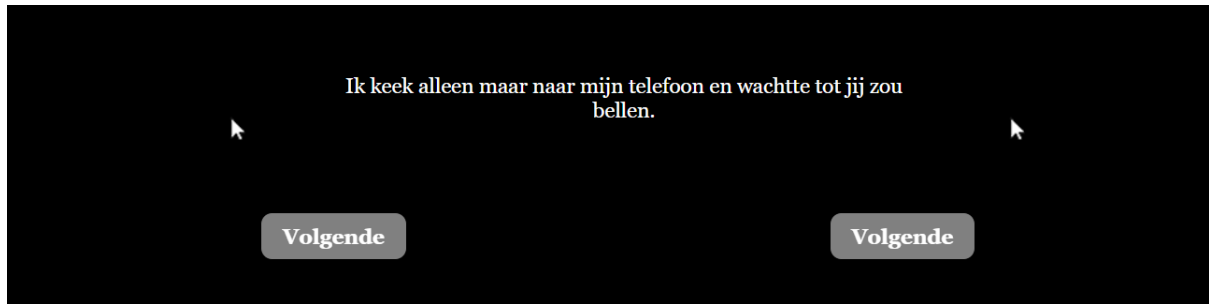 Ik keek alleen maar naar mijn telefoon en wachtte tot jij zou
bellen.
Volgende
Volgende